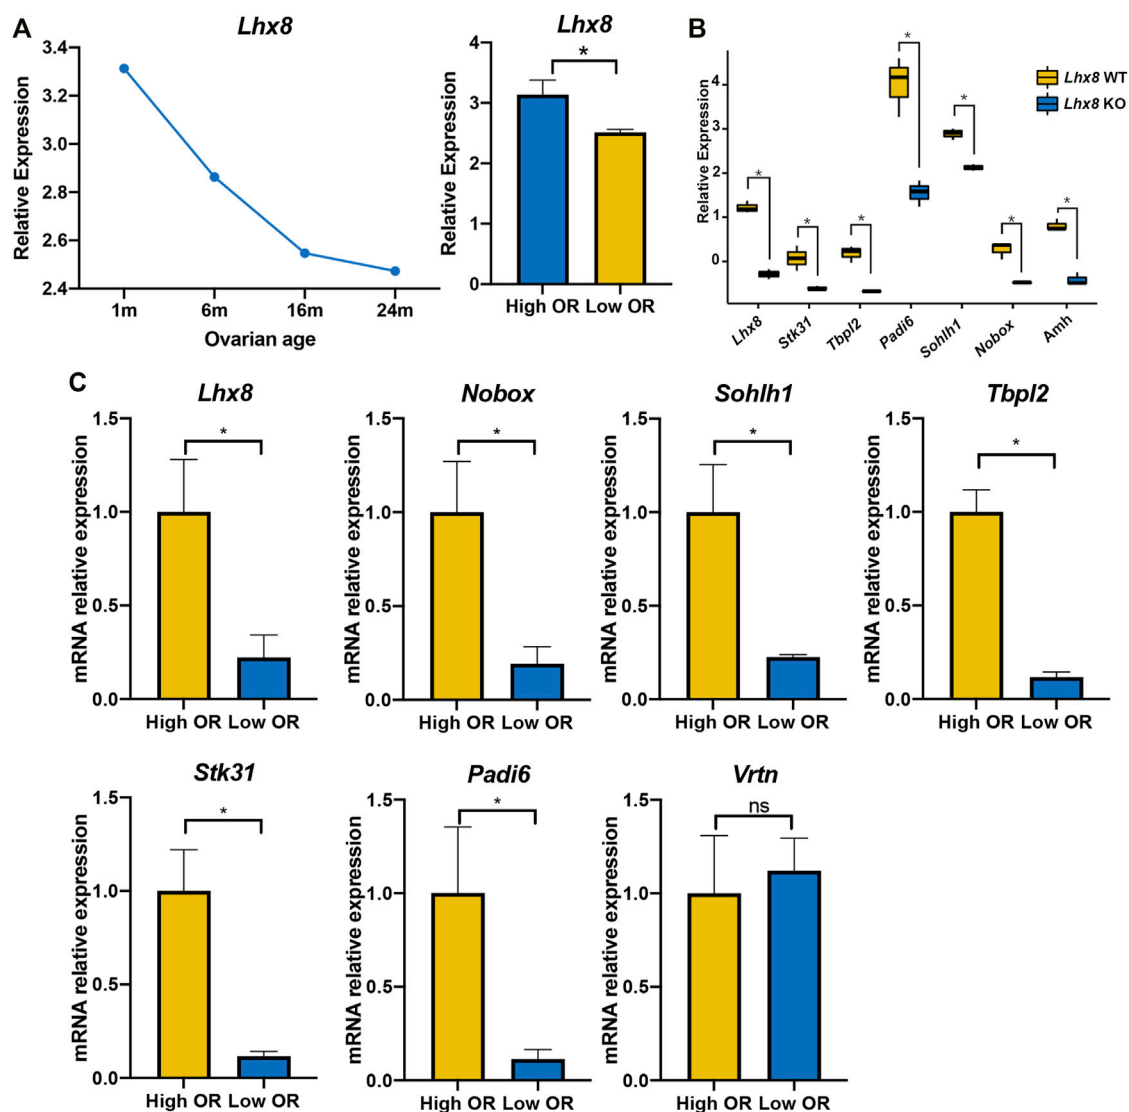 A
Lhx8
Relative Expression
3.4
3.2
3.0
2.8
2.6
2.4
1m
6m
16m
24m
Ovarian age
Lhx8
Relative Expression
4
3
2
1
0
*
High OR
Low OR
B
Relative Expression
4
3
2
1
0
*
*
*
*
*
*
*
Lhx8 WT
Lhx8 KO
Lhx8
Stk31
Tbpl2
Padi6
Sohlh1
Nobox
Amh
C
Lhx8
mRNA relative expression
1.5
1.0
0.5
0.0
*
High OR
Low OR
Nobox
mRNA relative expression
1.5
1.0
0.5
0.0
*
High OR
Low OR
Sohlh1
mRNA relative expression
1.5
1.0
0.5
0.0
*
High OR
Low OR
Tbpl2
mRNA relative expression
1.5
1.0
0.5
0.0
*
High OR
Low OR
Stk31
mRNA relative expression
1.5
1.0
0.5
0.0
*
High OR
Low OR
Padi6
mRNA relative expression
1.5
1.0
0.5
0.0
*
High OR
Low OR
Vrtn
mRNA relative expression
1.5
1.0
0.5
0.0
ns
High OR
Low OR